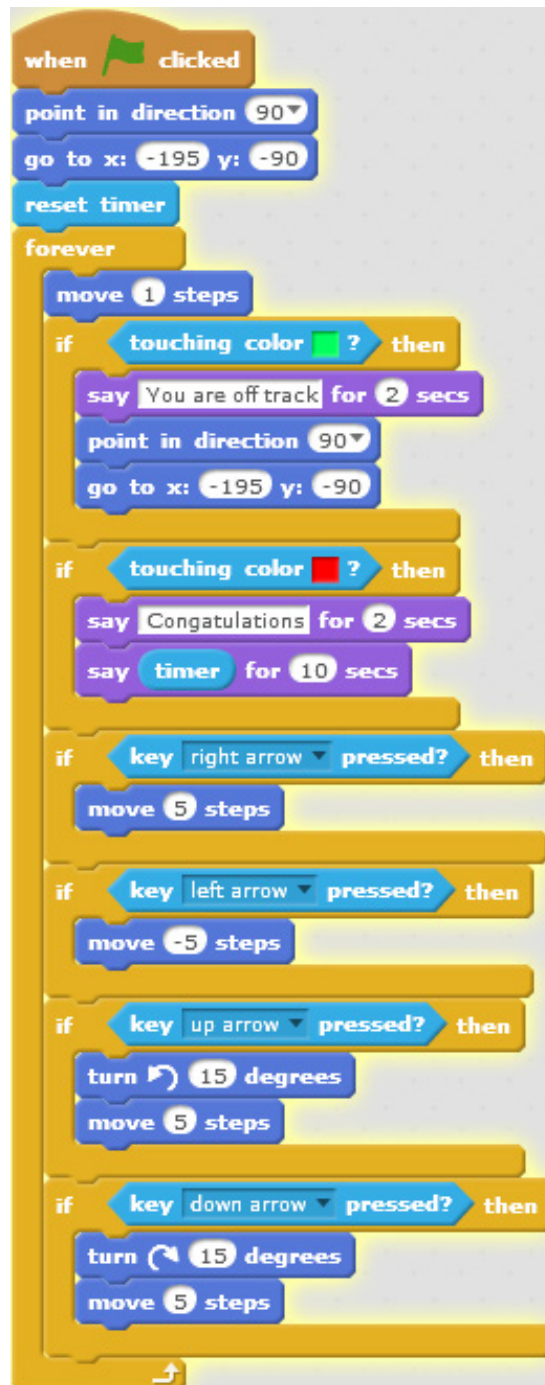 when clicked
point in direction 90
go to x: -195 y: -90
reset timer
forever
move 1 steps
if touching color ? then
say You are off track for 2 secs
point in direction 90
go to x: -195 y: -90
if touching color ? then
say Congatulations for 2 secs
say timer for 10 secs
if key right arrow pressed? then
move 5 steps
if key left arrow pressed? then
move -5 steps
if key up arrow pressed? then
turn 15 degrees
move 5 steps
if key down arrow pressed? then
turn 15 degrees
move 5 steps